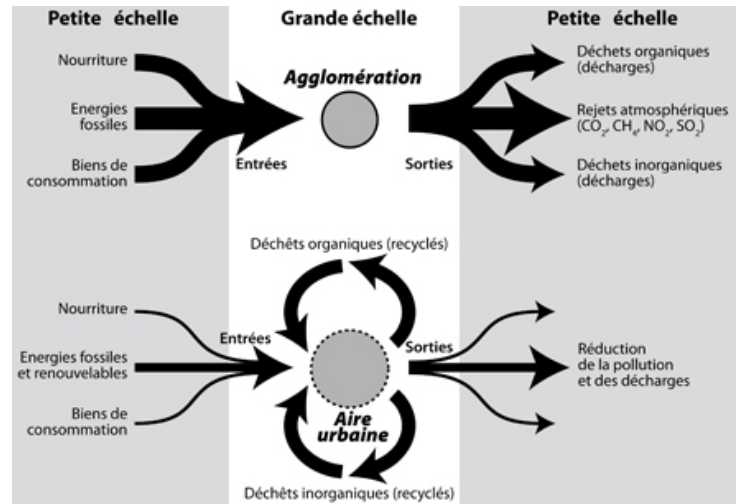 Petite échelle
Grande échelle
Petite échelle
Nourriture
Energies
fossiles
Biens de
consommation
Entrées
Agglomération
Sorties
Déchets organiques
(décharges)
Rejets atmosphériques
(CO₂, CH₄, NO₂, SO₂)
Déchets inorganiques
(décharges)
Déchêts organiques (recyclés)
Nourriture
Energies fossiles
et renouvelables
Biens de
consommation
Entrées
Sorties
Aire
urbaine
Réduction
de la pollution
et des décharges
Déchêts inorganiques (recyclés)